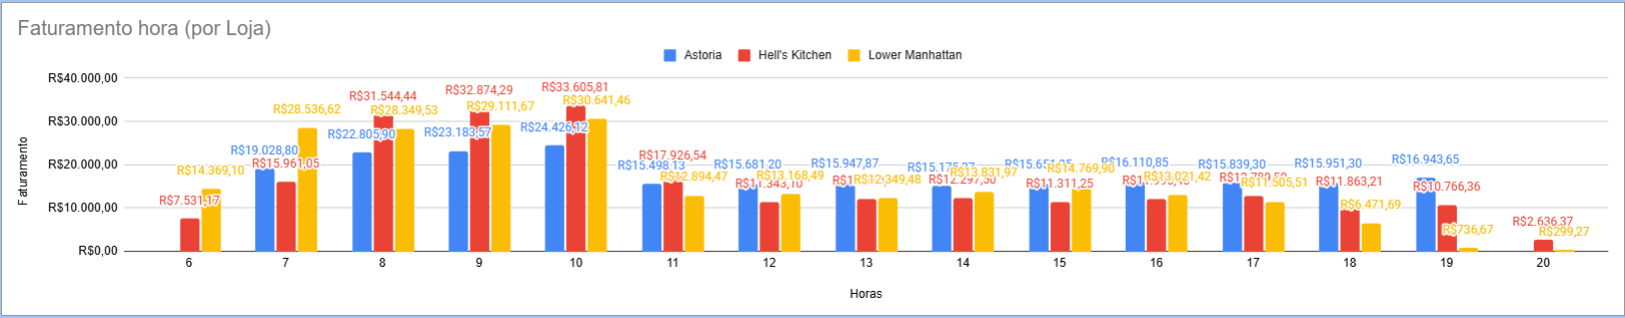 Faturamento hora (por Loja)
Astoria Hell's Kitchen Lower Manhattan
Faturamento
R$40.000,00
R$30.000,00
R$20.000,00
R$10.000,00
R$0,00
R$7.531,17 R$14.369,10
R$19.028,80 R$15.961,05 R$28.536,62
R$22.805,90 R$31.544,44 R$28.349,53
R$23.183,57 R$32.874,29 R$29.111,67
R$24.426,12 R$33.605,81 R$30.641,46
R$15.498,13 R$17.926,54 R$12.894,47
R$15.681,20 R$13.168,49
R$15.947,87 R$12.349,48
R$12.297,50 R$13.831,97
R$11.311,25 R$14.769,90
R$16.110,85 R$13.021,42
R$15.839,30 R$11.505,51
R$15.951,30 R$11.863,21 R$6.471,69
R$16.943,65 R$10.766,36 R$736,67
R$2.636,37 R$299,27
6 7 8 9 10 11 12 13 14 15 16 17 18 19 20
Horas